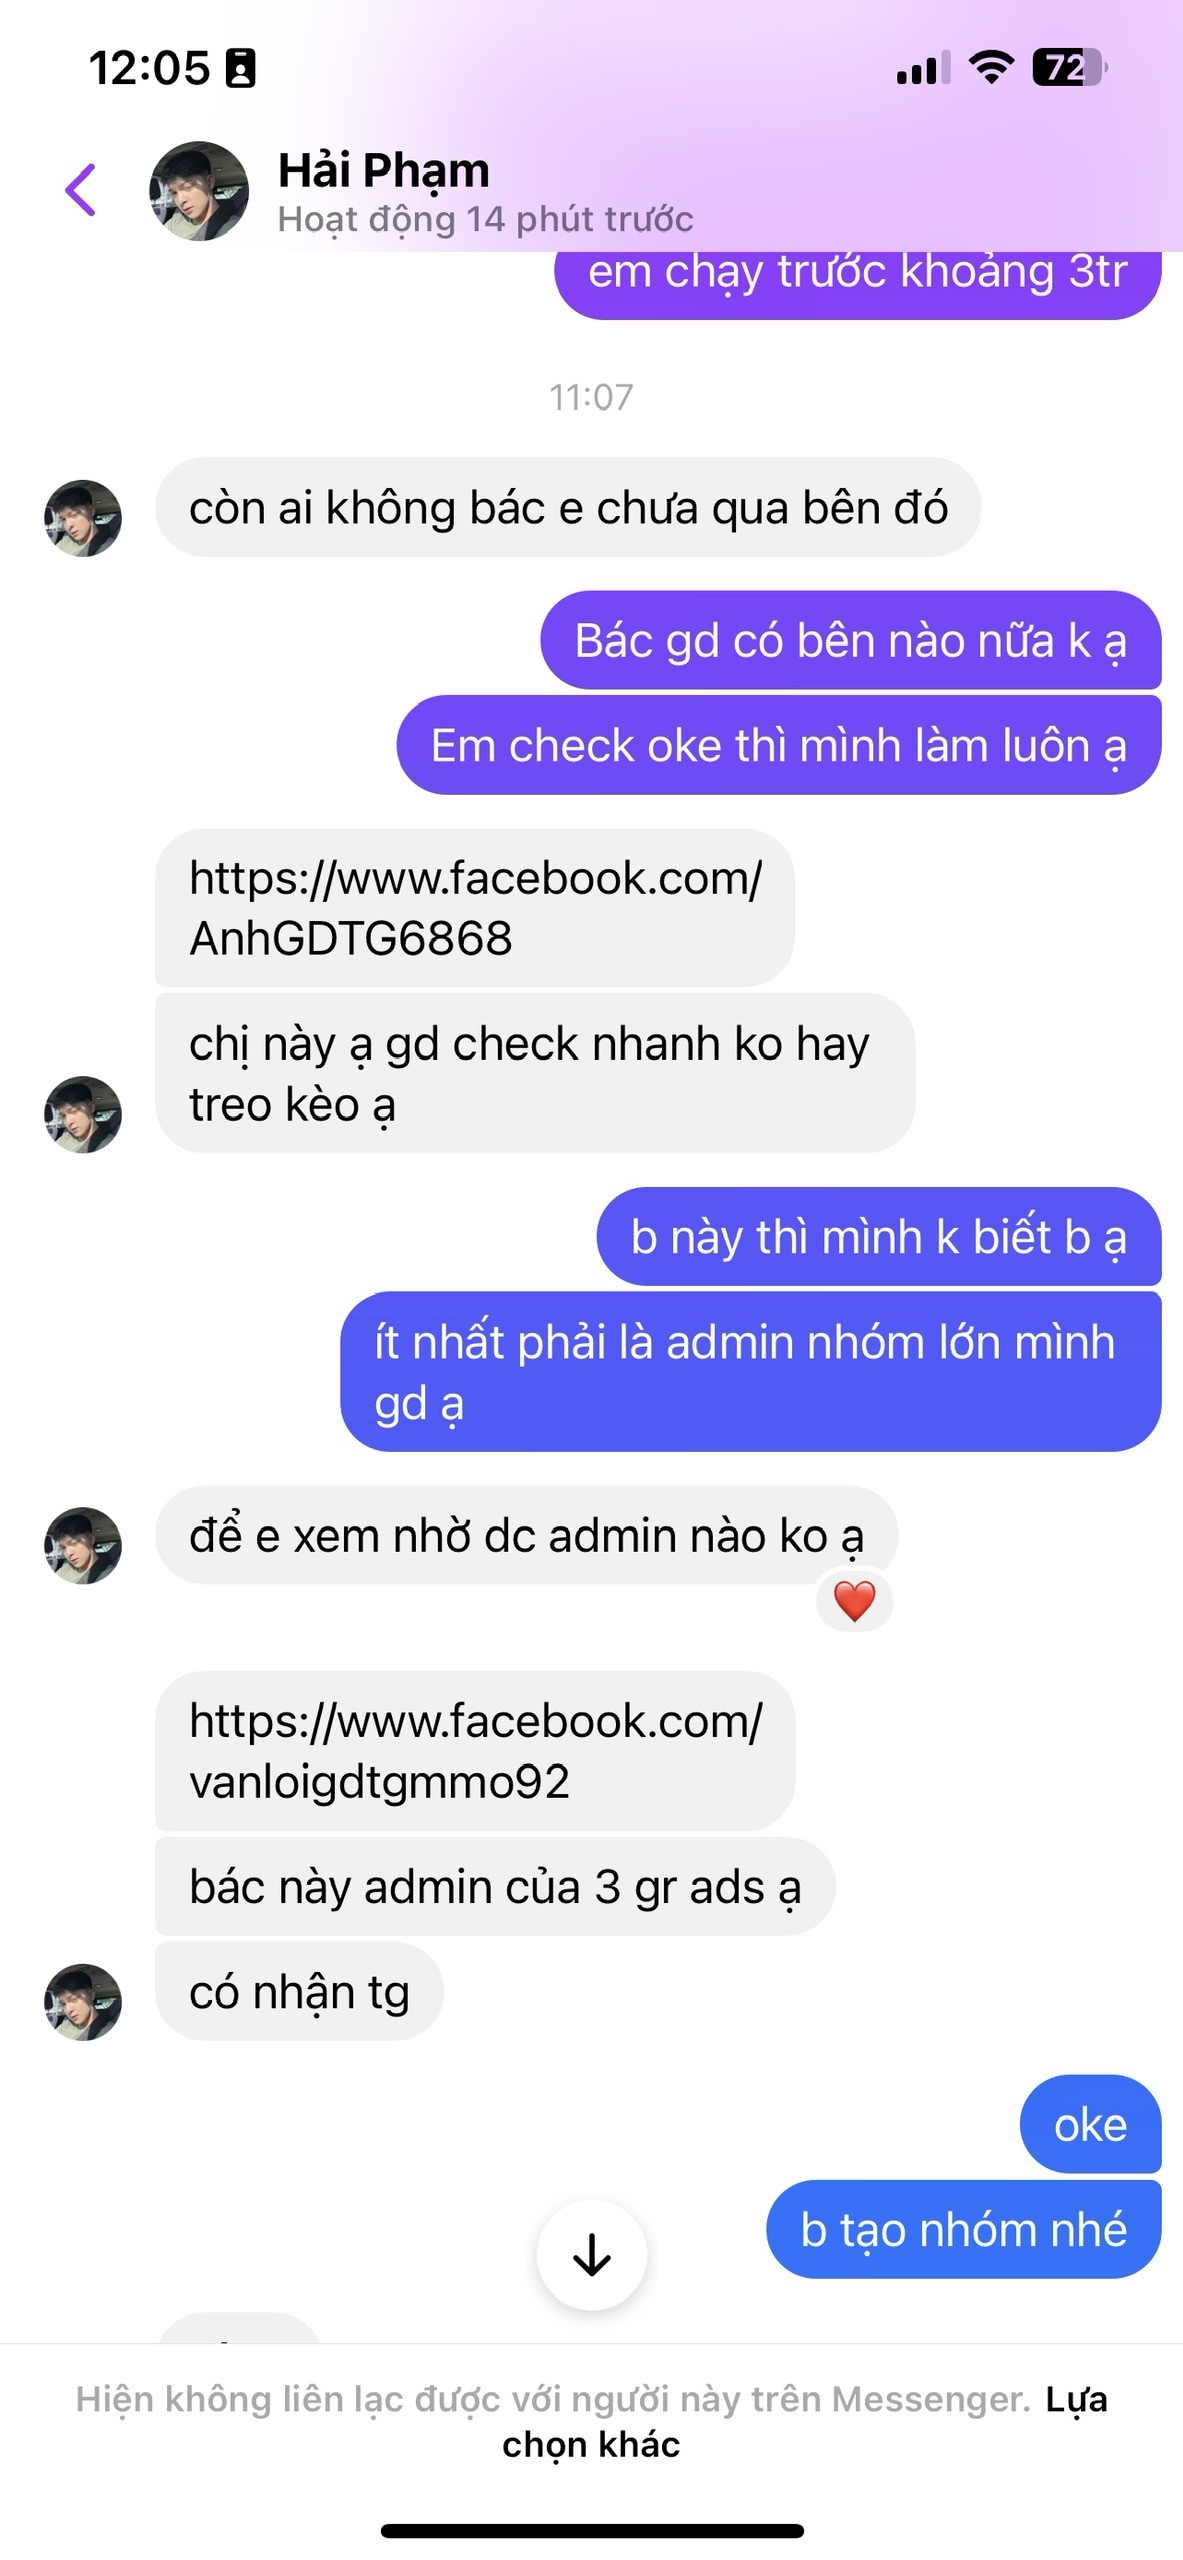 12:05
72
Hải Phạm
Hoạt động 14 phút trước
em chạy trước khoảng 3tr
11:07
còn ai không bác e chưa qua bên đó
Bác gd có bên nào nữa k ạ
Em check oke thì mình làm luôn ạ
https://www.facebook.com/
AnhGDTG6868
chị này ạ gd check nhanh ko hay
treo kèo ạ
b này thì mình k biết b ạ
ít nhất phải là admin nhóm lớn mình
gd ạ
để e xem nhờ dc admin nào ko ạ
https://www.facebook.com/
vanloigdtgmmo92
bác này admin của 3 gr ads ạ
có nhận tg
oke
b tạo nhóm nhé
Hiện không liên lạc được với người này trên Messenger. Lựa
chọn khác